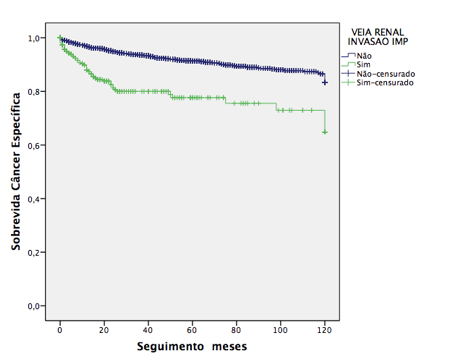 VEIA RENAL
INVASAO IMP
Não
Sim
Não-censurado
Sim-censurado
1,0
0,8
0,6
0,4
0,2
0,0
Sobrevida Câncer Específica
0 20 40 60 80 100 120
Seguimento meses